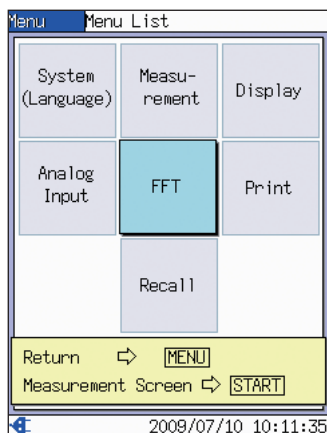 Menu Menu List
System
(Language)
Measu-
rement
Display
Analog
Input
FFT
Print
Recall
Return ⇨ MENU
Measurement Screen ⇨ START
2009/07/10 10:11:35